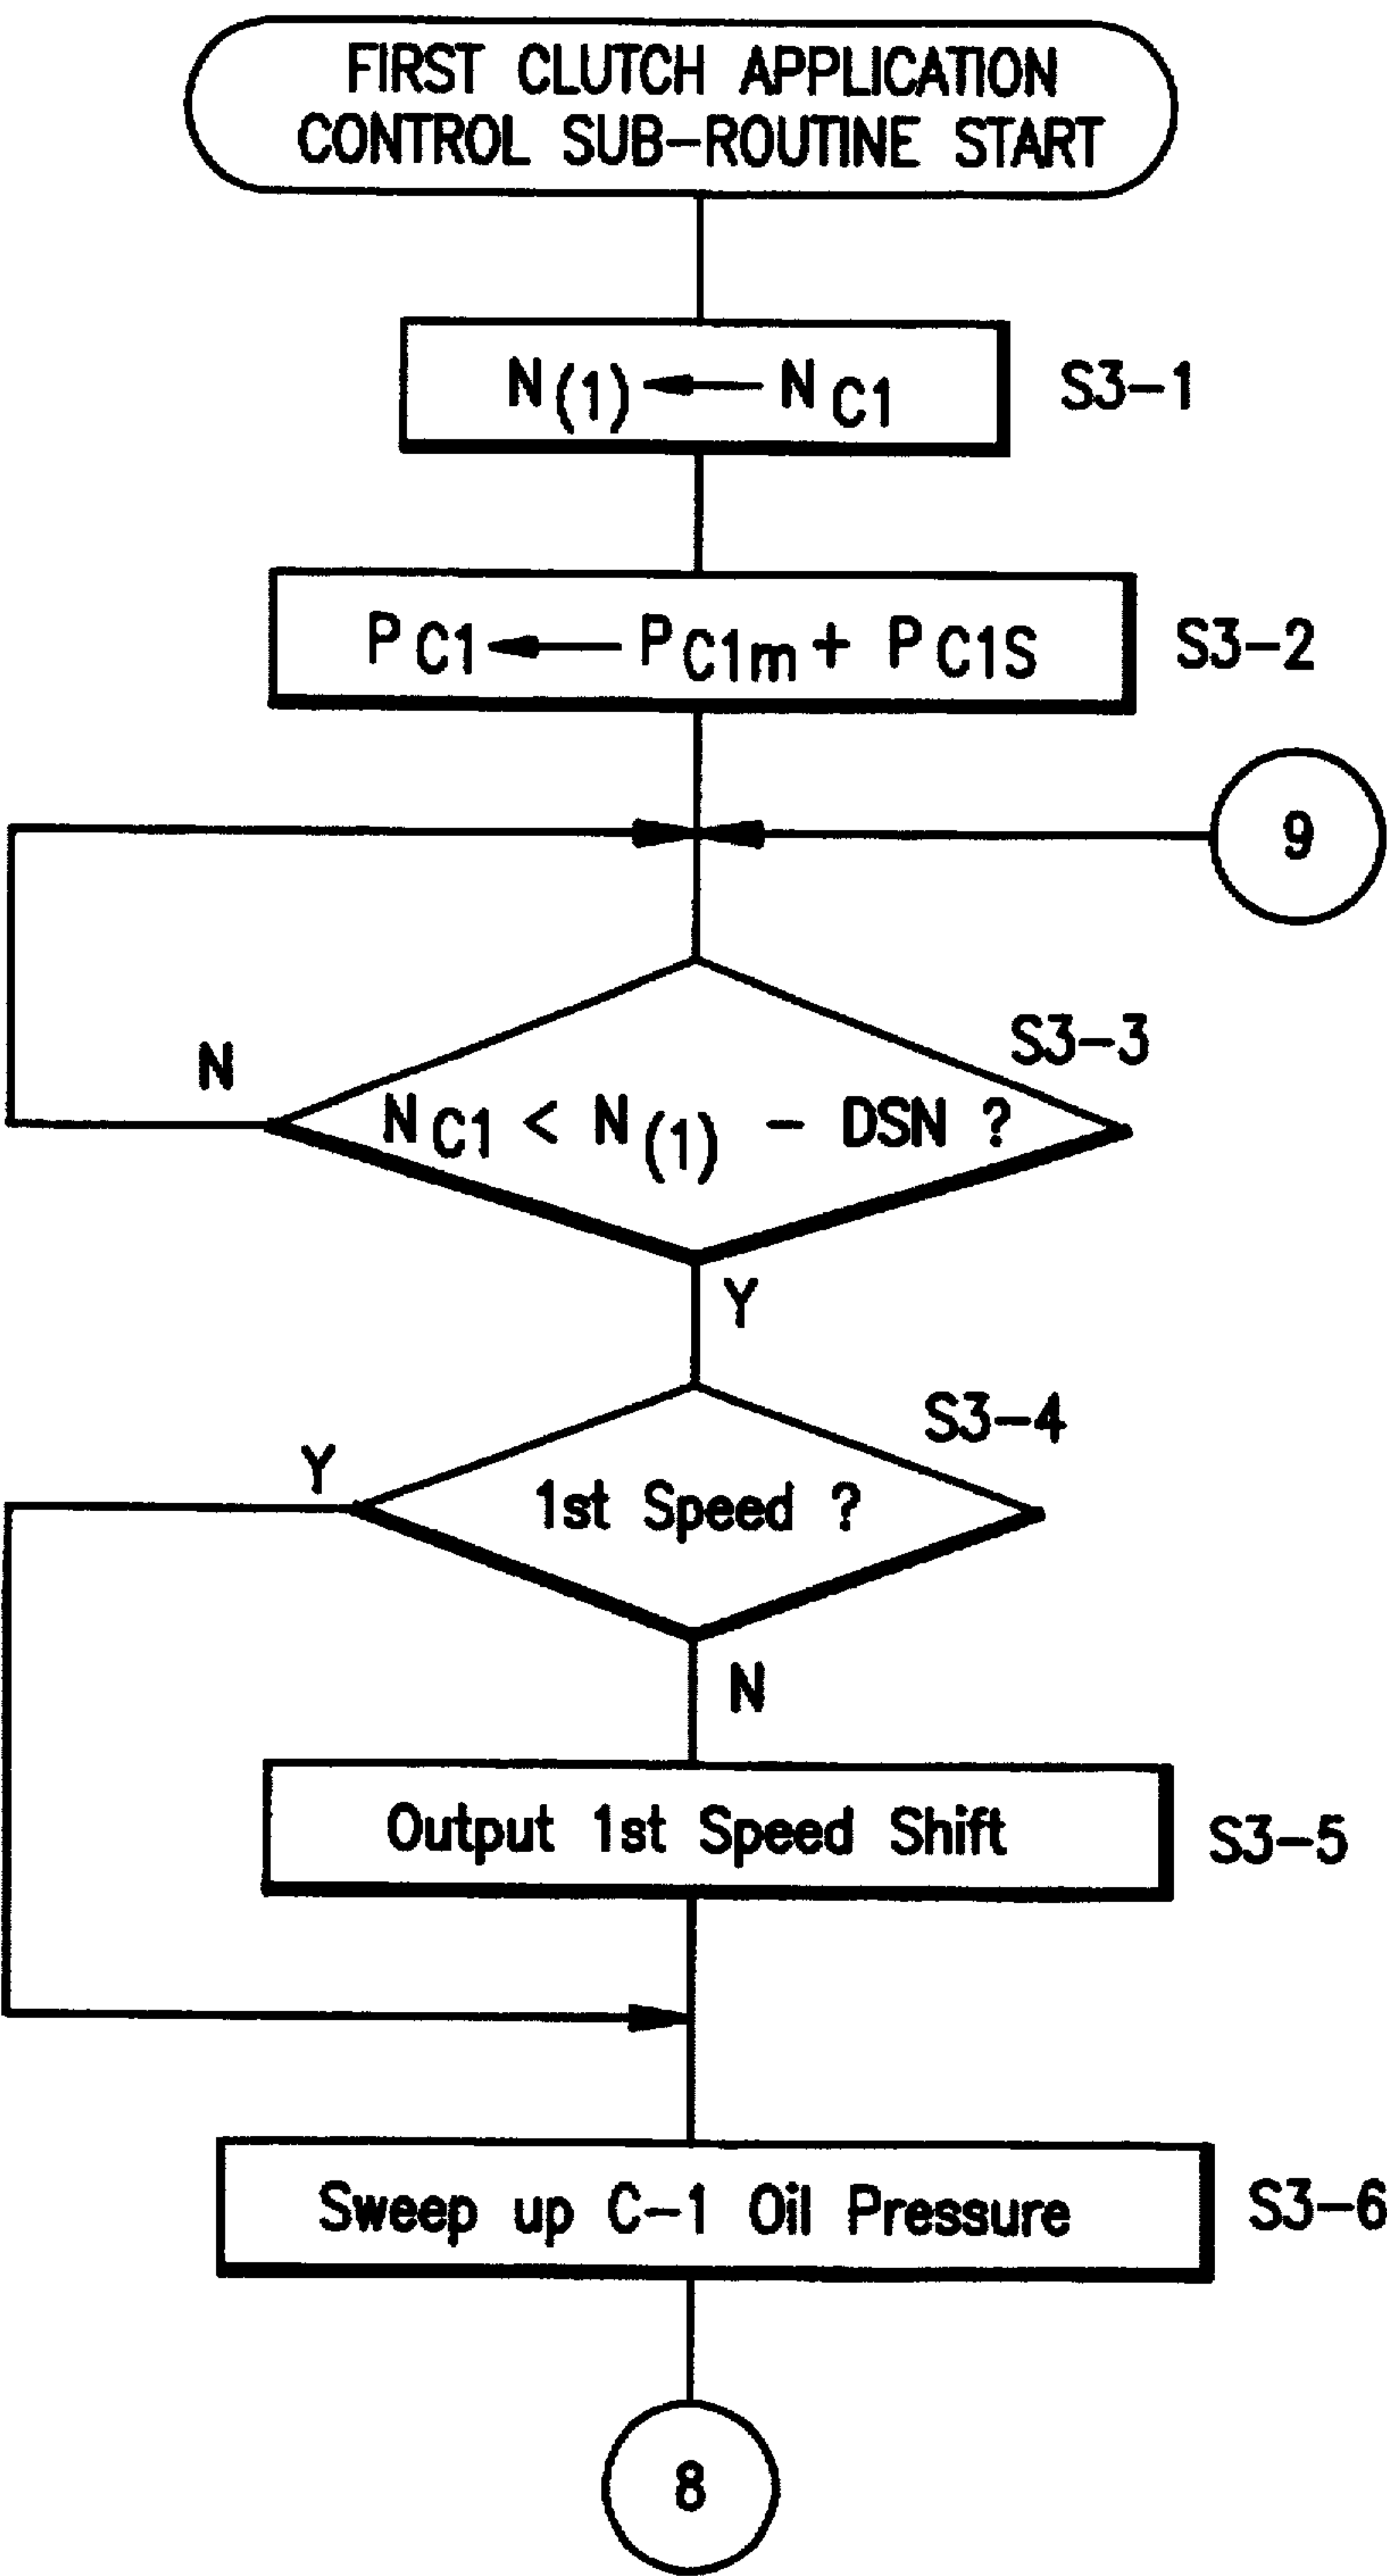 FIRST CLUTCH APPLICATION
CONTROL SUB-ROUTINE START
N(1) ← NC1 S3-1
PC1 ← PC1m + PC1S S3-2
9
S3-3
N
NC1 < N(1) - DSN ?
Y
S3-4
Y
1st Speed ?
N
Output 1st Speed Shift S3-5
Sweep up C-1 Oil Pressure S3-6
8